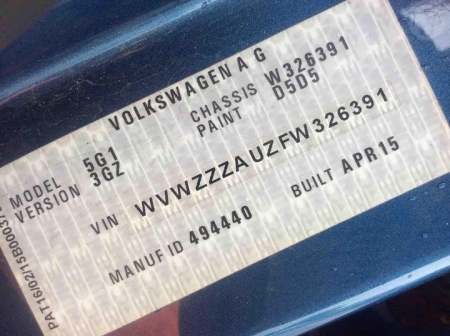 VOLKSWAGEN A G
MODEL 5G1 CHASSIS W326391
VERSION 3GZ PAINT D5D5
VIN WVWZZZAUZFW326391
MANUF ID 494440 BUILT APR15